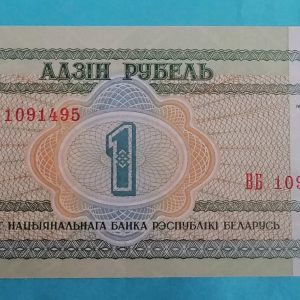 АДЗІН РУБЕЛЬ
1091495
1
ВБ 109
НАЦЫЯНАЛЬНАГА БАНКА РЭСПУБЛІКІ БЕЛАРУСЬ